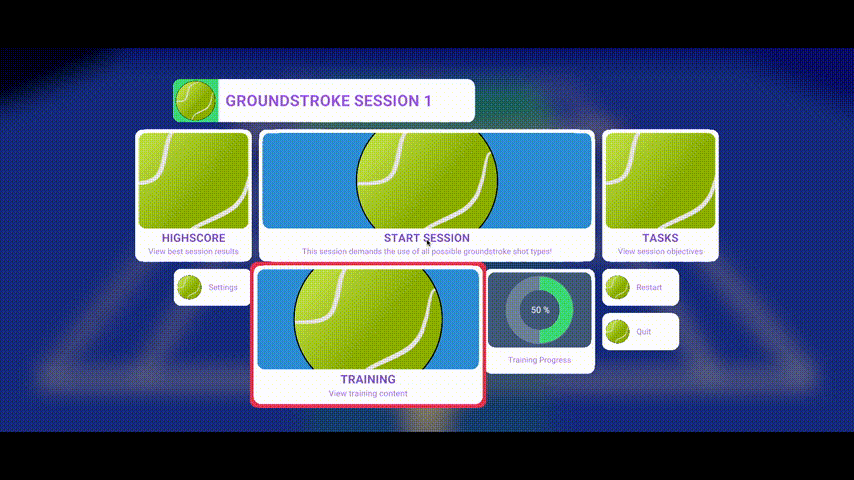 GROUNDSTROKE SESSION 1
HIGHSCORE
View best session results
START SESSION
This session demands the use of all possible groundstroke shot types!
TASKS
View session objectives
Settings
TRAINING
View training content
50 %
Training Progress
Restart
Quit